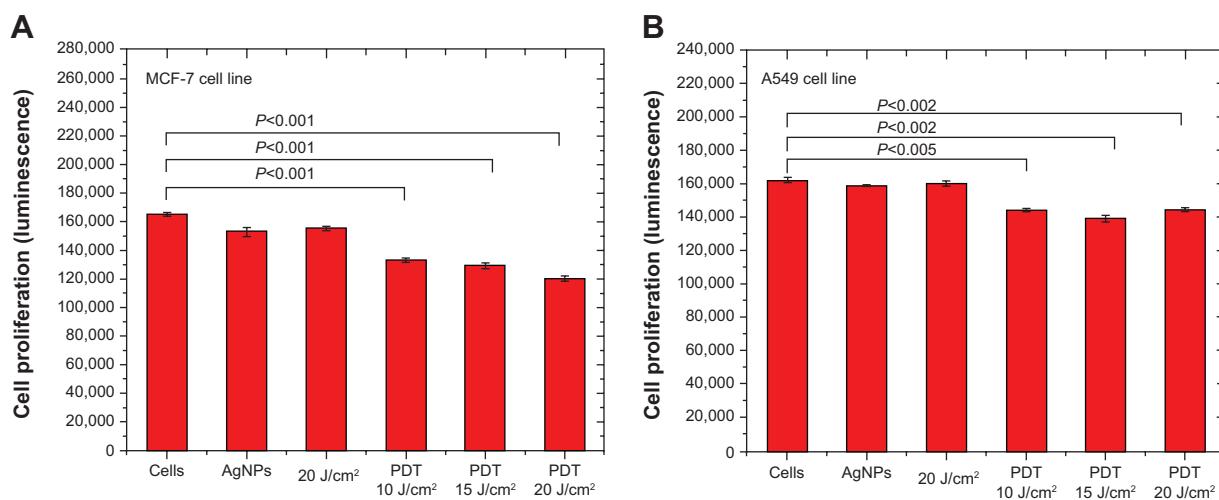 A
280,000
260,000
240,000
220,000
200,000
180,000
160,000
140,000
120,000
100,000
80,000
60,000
40,000
20,000
0
Cell proliferation (luminescence)
MCF-7 cell line
P<0.001
P<0.001
P<0.001
Cells
AgNPs
20 J/cm²
PDT
10 J/cm²
PDT
15 J/cm²
PDT
20 J/cm²
B
240,000
220,000
200,000
180,000
160,000
140,000
120,000
100,000
80,000
60,000
40,000
20,000
0
Cell proliferation (luminescence)
A549 cell line
P<0.002
P<0.002
P<0.005
Cells
AgNPs
20 J/cm²
PDT
10 J/cm²
PDT
15 J/cm²
PDT
20 J/cm²